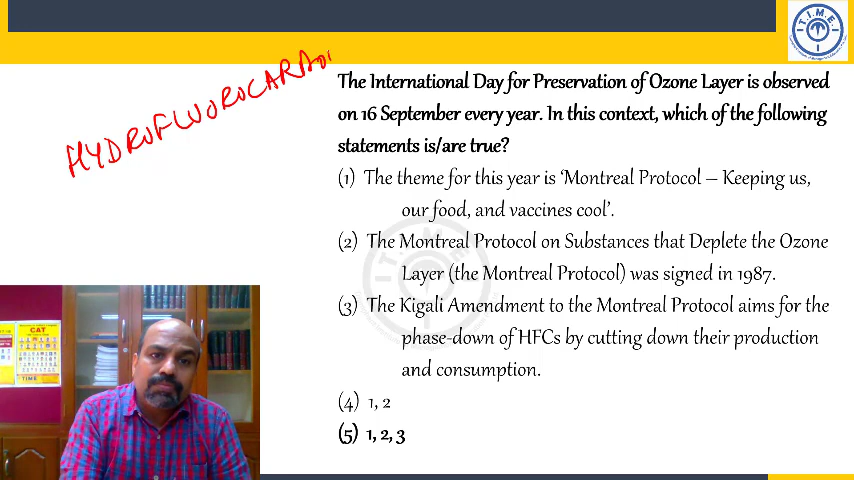 T.I.M.E.
HYDROFLUOROCARBO
The International Day for Preservation of Ozone Layer is observed
on 16 September every year. In this context, which of the following
statements is/are true?
(1) The theme for this year is ‘Montreal Protocol – Keeping us,
our food, and vaccines cool’.
(2) The Montreal Protocol on Substances that Deplete the Ozone
Layer (the Montreal Protocol) was signed in 1987.
(3) The Kigali Amendment to the Montreal Protocol aims for the
phase-down of HFCs by cutting down their production
and consumption.
(4) 1, 2
(5) 1, 2, 3
CAT
TIME